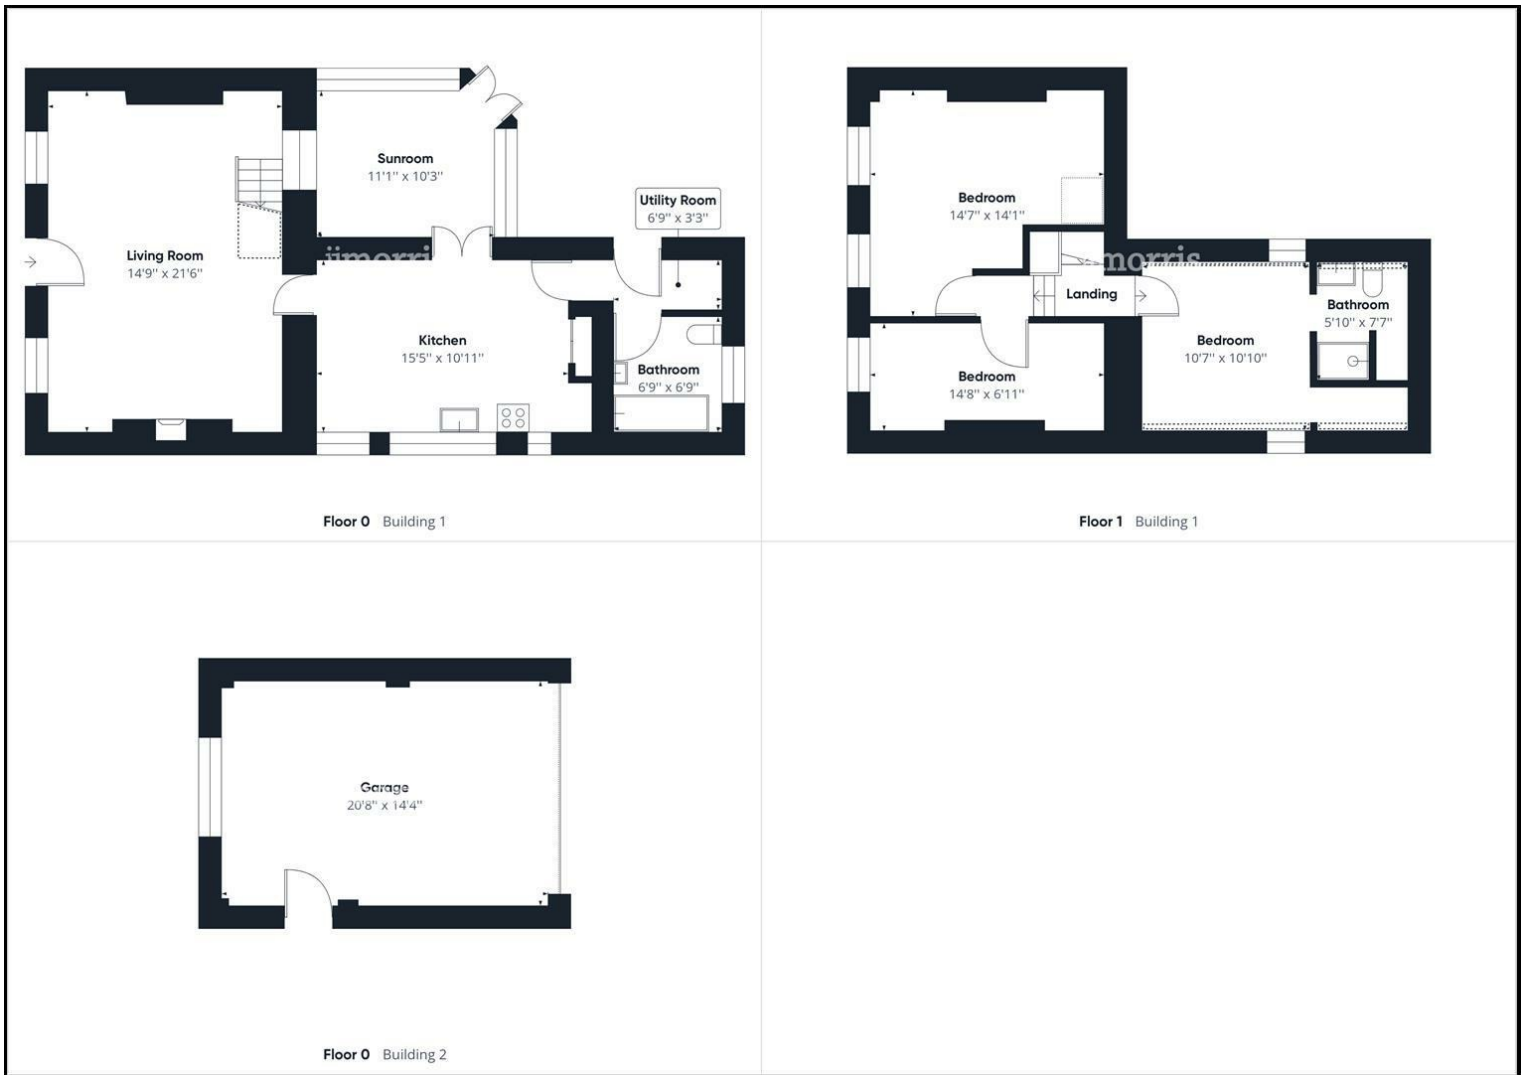 Sunroom
11'1" x 10'3"
Utility Room
6'9" x 3'3"
Living Room
14'9" x 21'6"
Kitchen
15'5" x 10'11"
Bathroom
6'9" x 6'9"
Floor 0 Building 1
Bedroom
14'7" x 14'1"
Landing
Bathroom
5'10" x 7'7"
Bedroom
10'7" x 10'10"
Bedroom
14'8" x 6'11"
Floor 1 Building 1
Garage
20'8" x 14'4"
Floor 0 Building 2